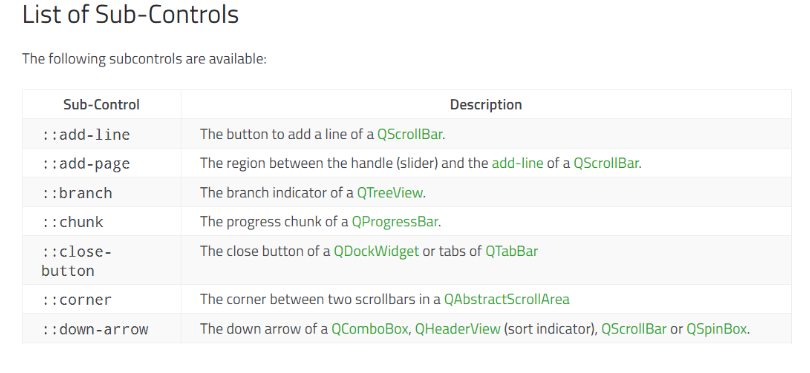 List of Sub-Controls
The following subcontrols are available:
Sub-Control Description
::add-line The button to add a line of a QScrollBar.
::add-page The region between the handle (slider) and the add-line of a QScrollBar.
::branch The branch indicator of a QTreeView.
::chunk The progress chunk of a QProgressBar.
::close- The close button of a QDockWidget or tabs of QTabBar
button
::corner The corner between two scrollbars in a QAbstractScrollArea
::down-arrow The down arrow of a QComboBox, QHeaderView (sort indicator), QScrollBar or QSpinBox.